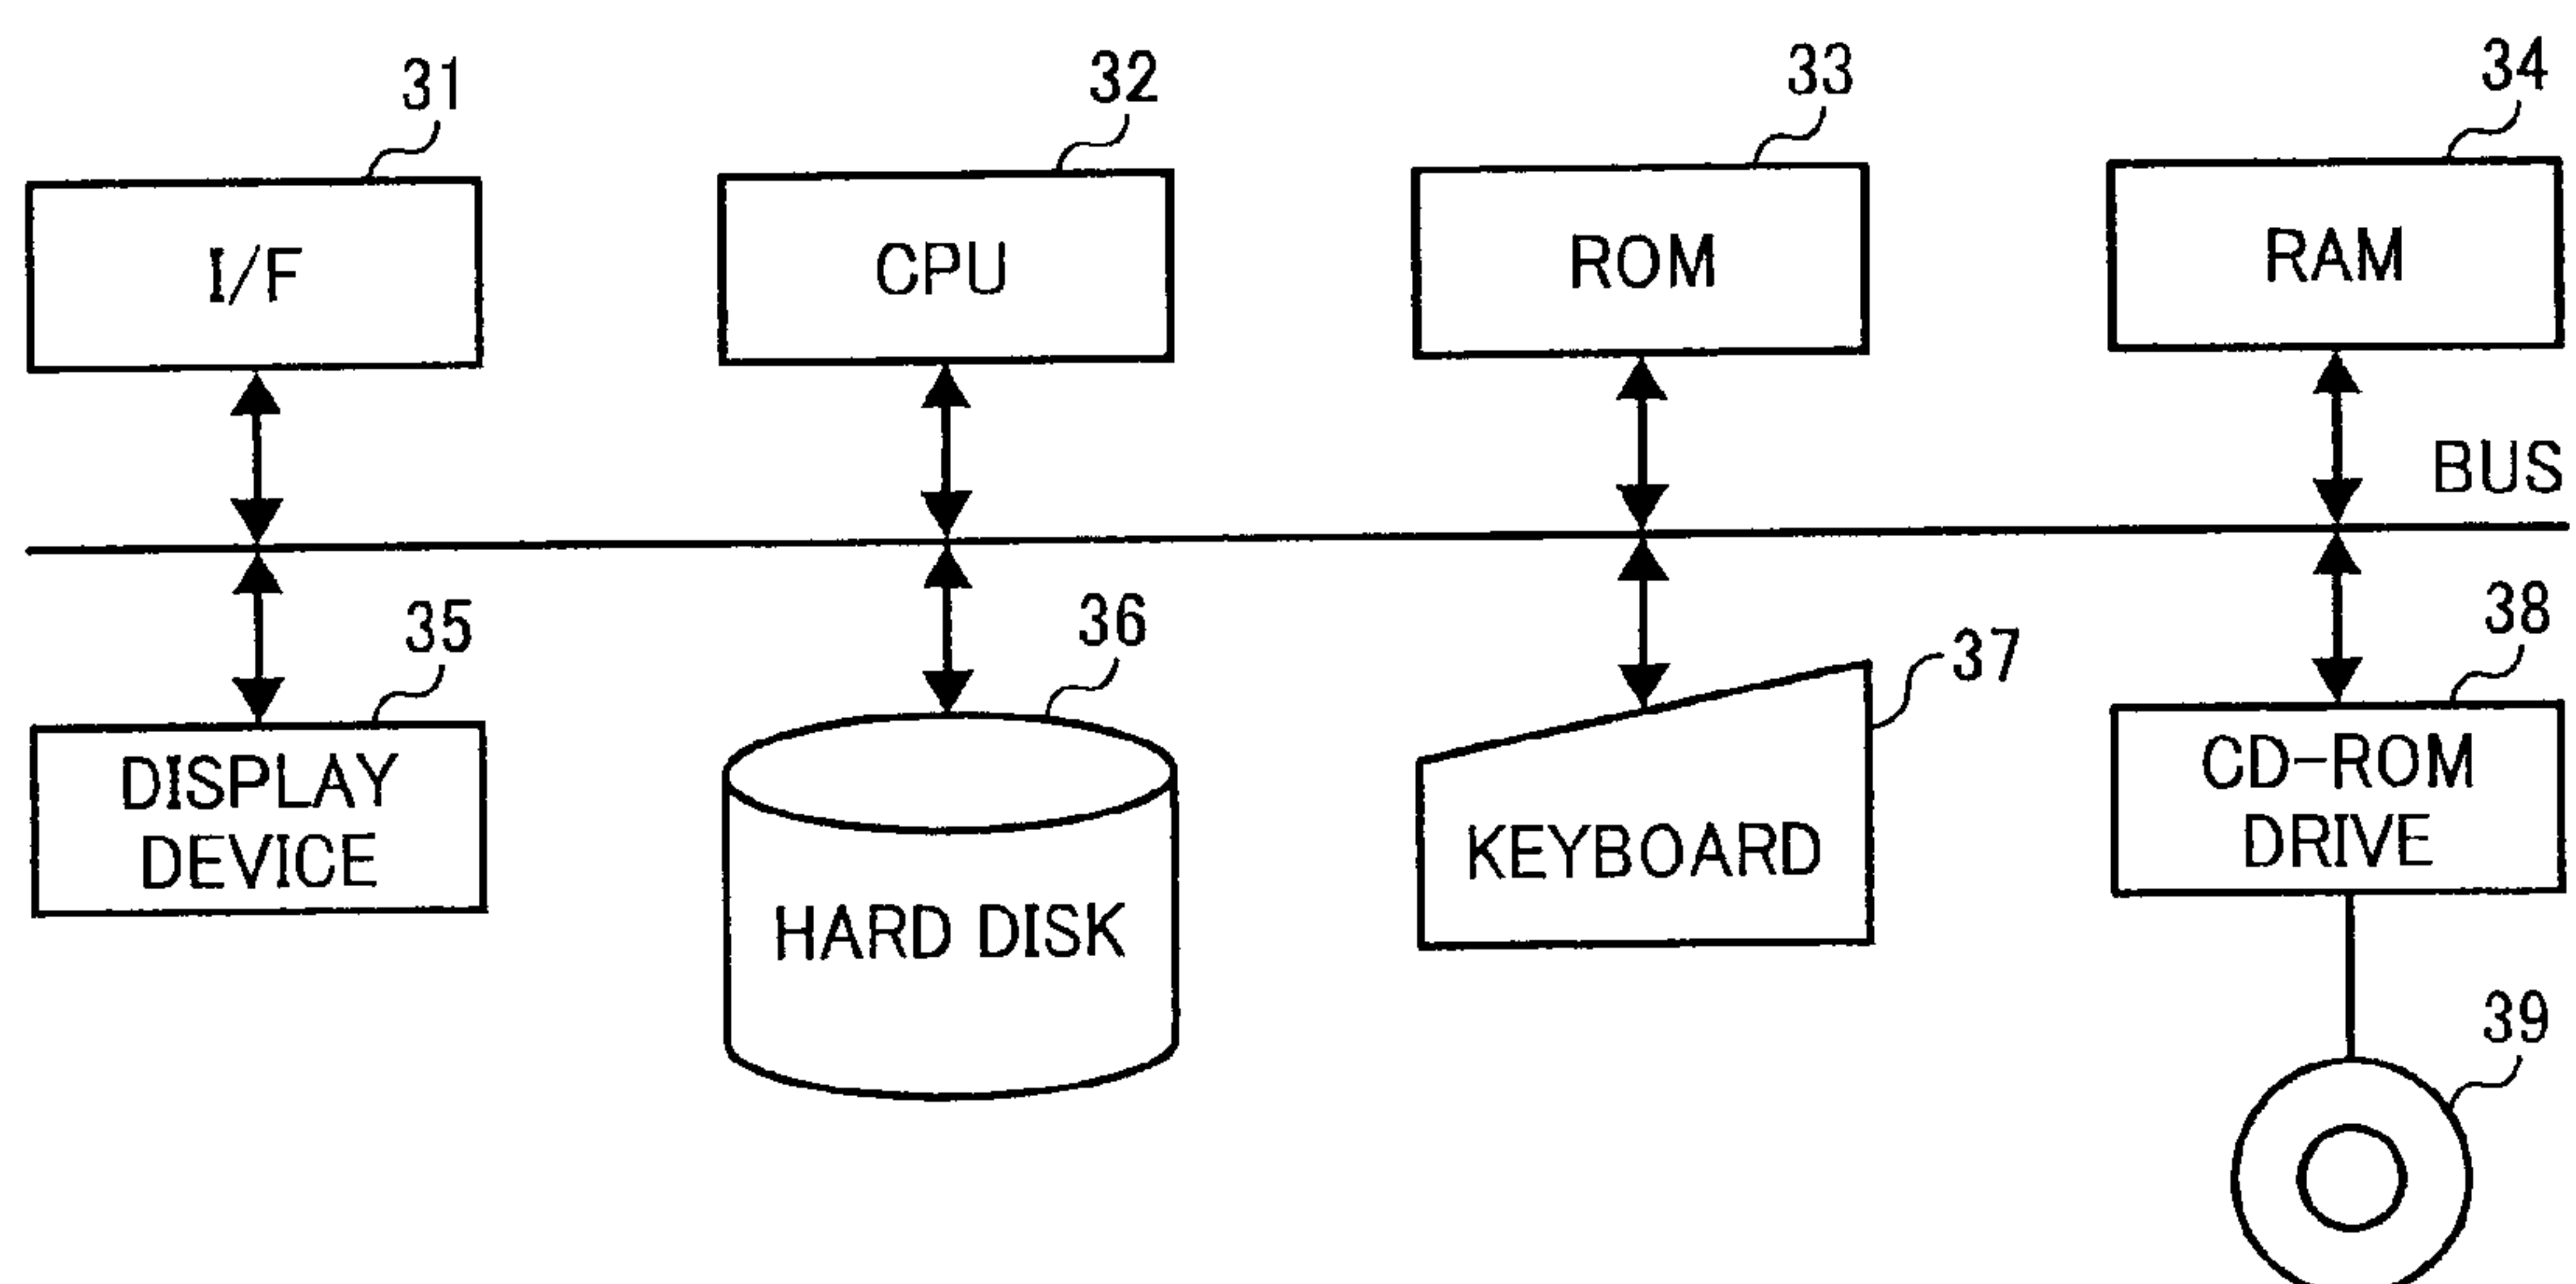 31
32
33
34
I/F
CPU
ROM
RAM
BUS
35
36
37
38
DISPLAY
DEVICE
HARD DISK
KEYBOARD
CD-ROM
DRIVE
39